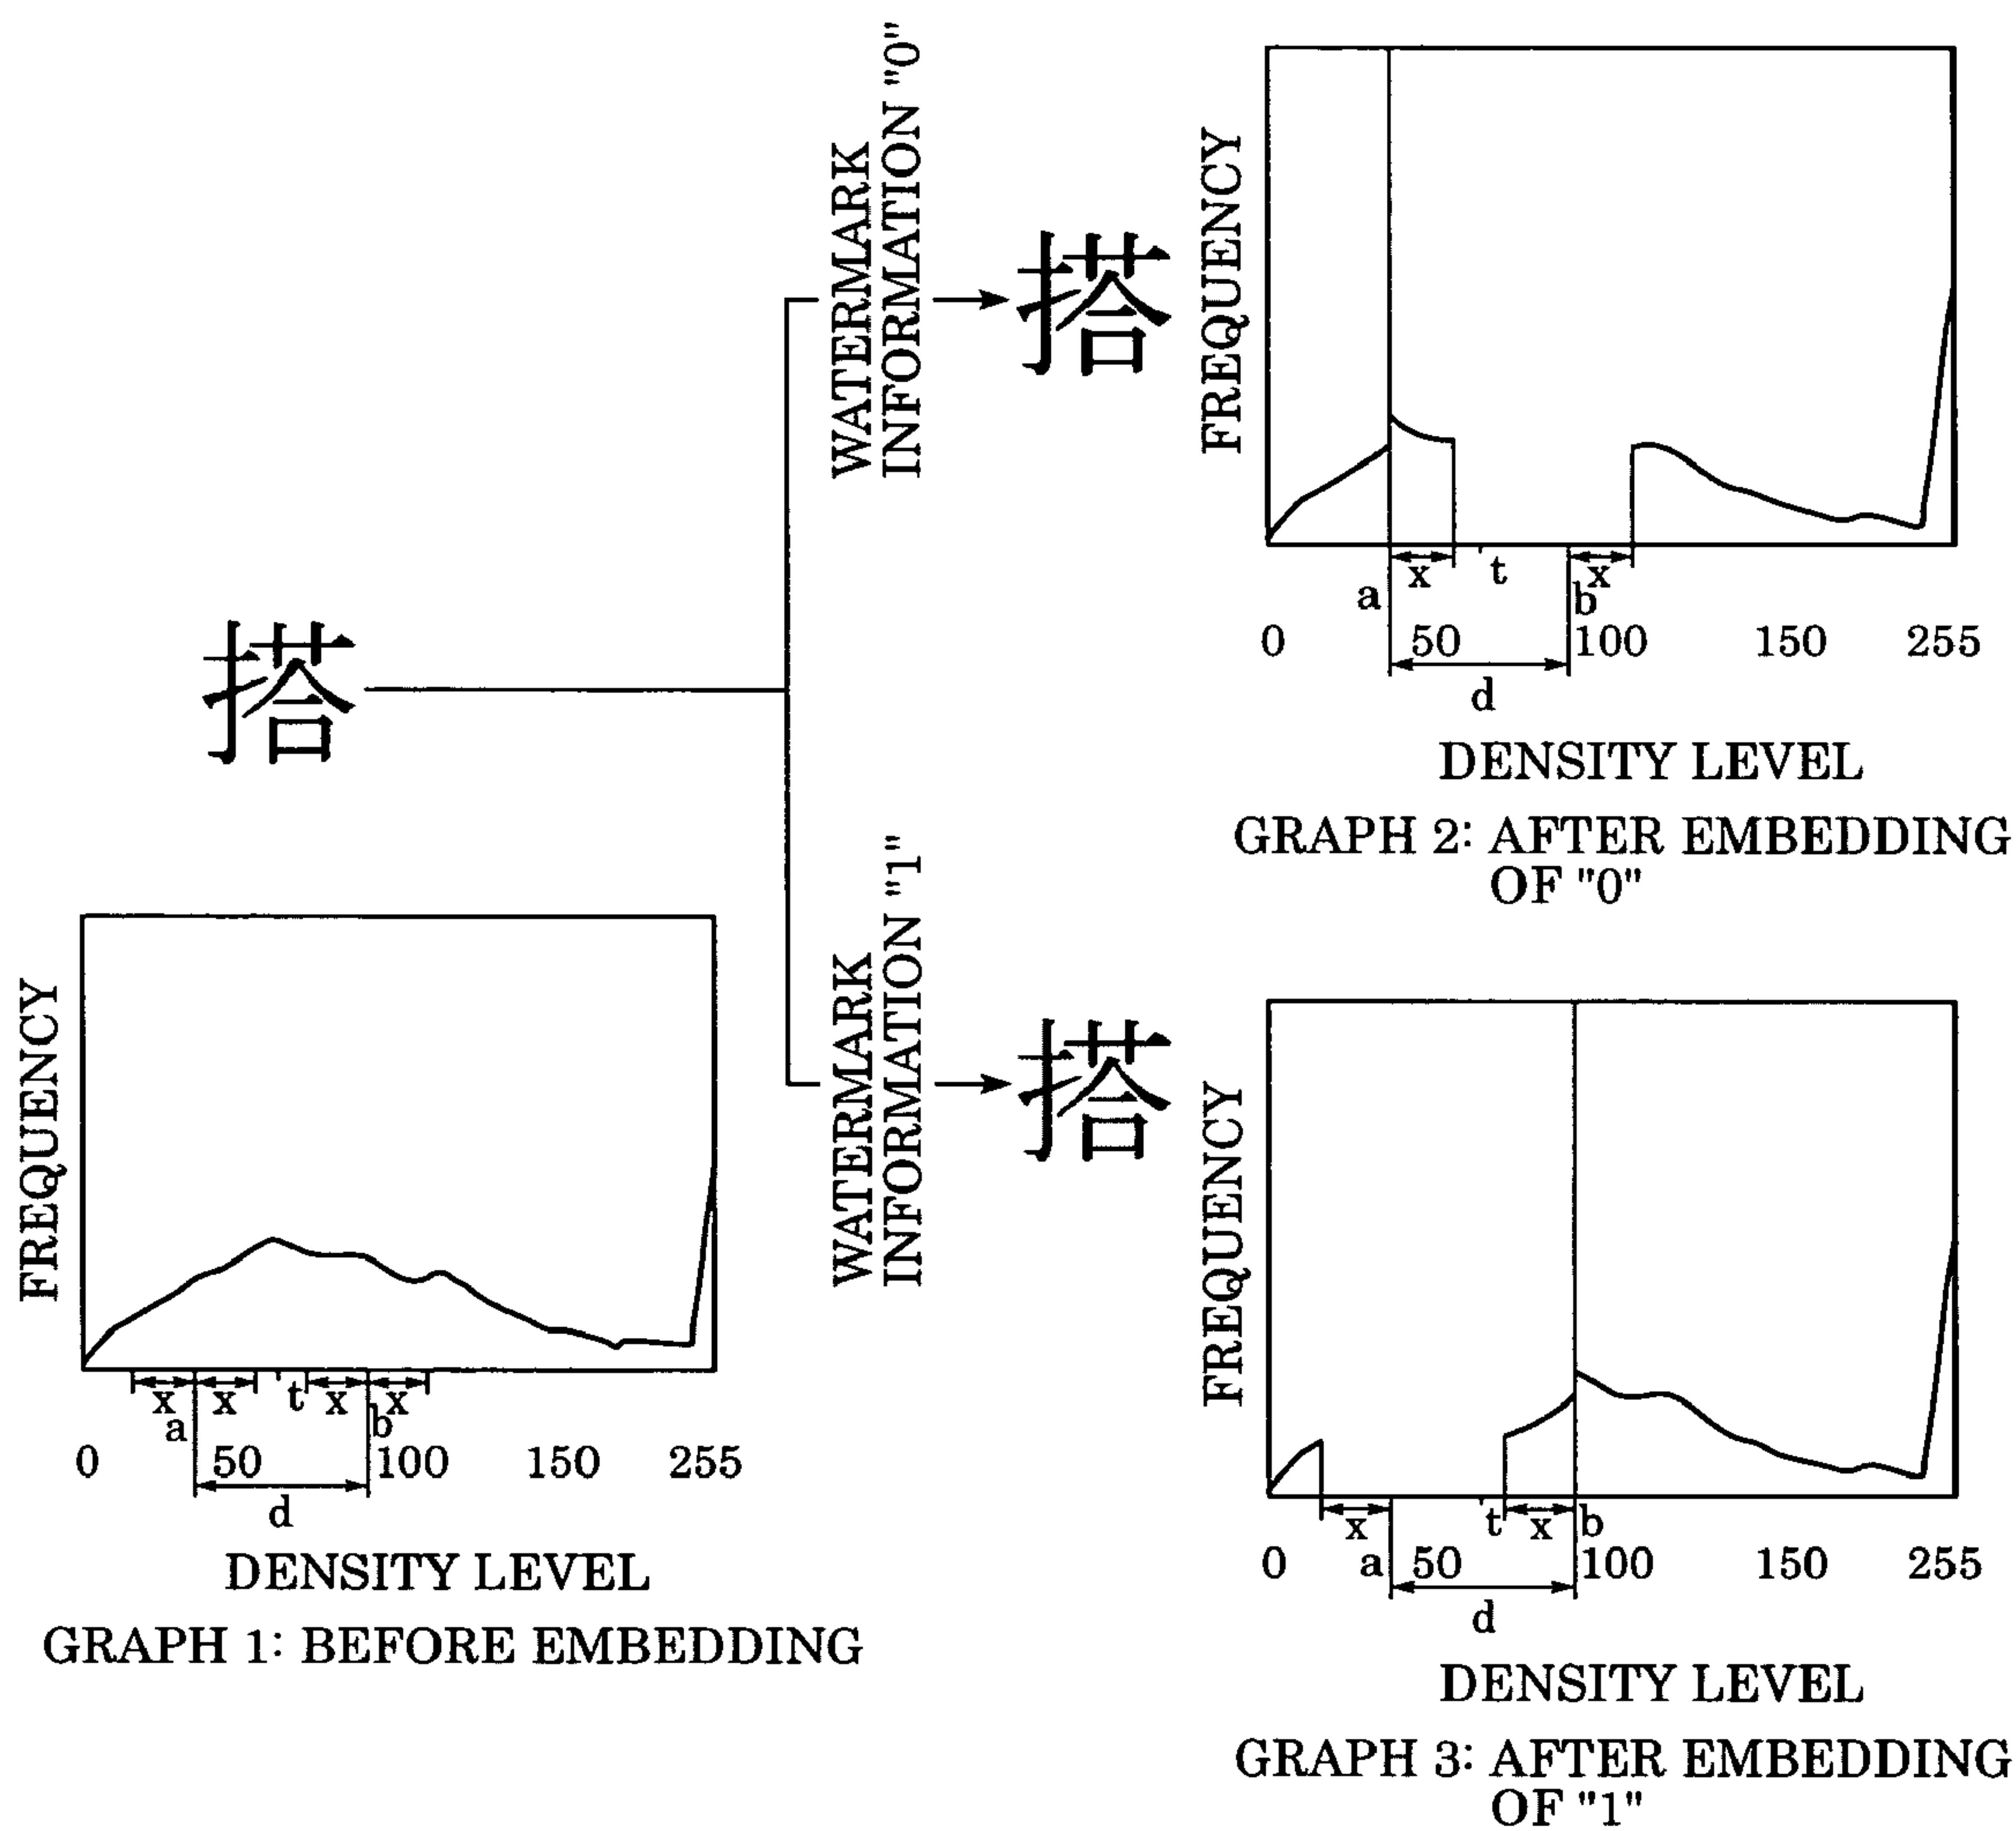 搭
FREQUENCY
x
x
t
x
x
a
b
0
50
100
150
255
d
DENSITY LEVEL
GRAPH 1: BEFORE EMBEDDING
WATERMARK
INFORMATION "0"
搭
FREQUENCY
x
t
x
a
b
0
50
100
150
255
d
DENSITY LEVEL
GRAPH 2: AFTER EMBEDDING
OF "0"
WATERMARK
INFORMATION "1"
搭
FREQUENCY
x
t
x
b
0
a
50
100
150
255
d
DENSITY LEVEL
GRAPH 3: AFTER EMBEDDING
OF "1"